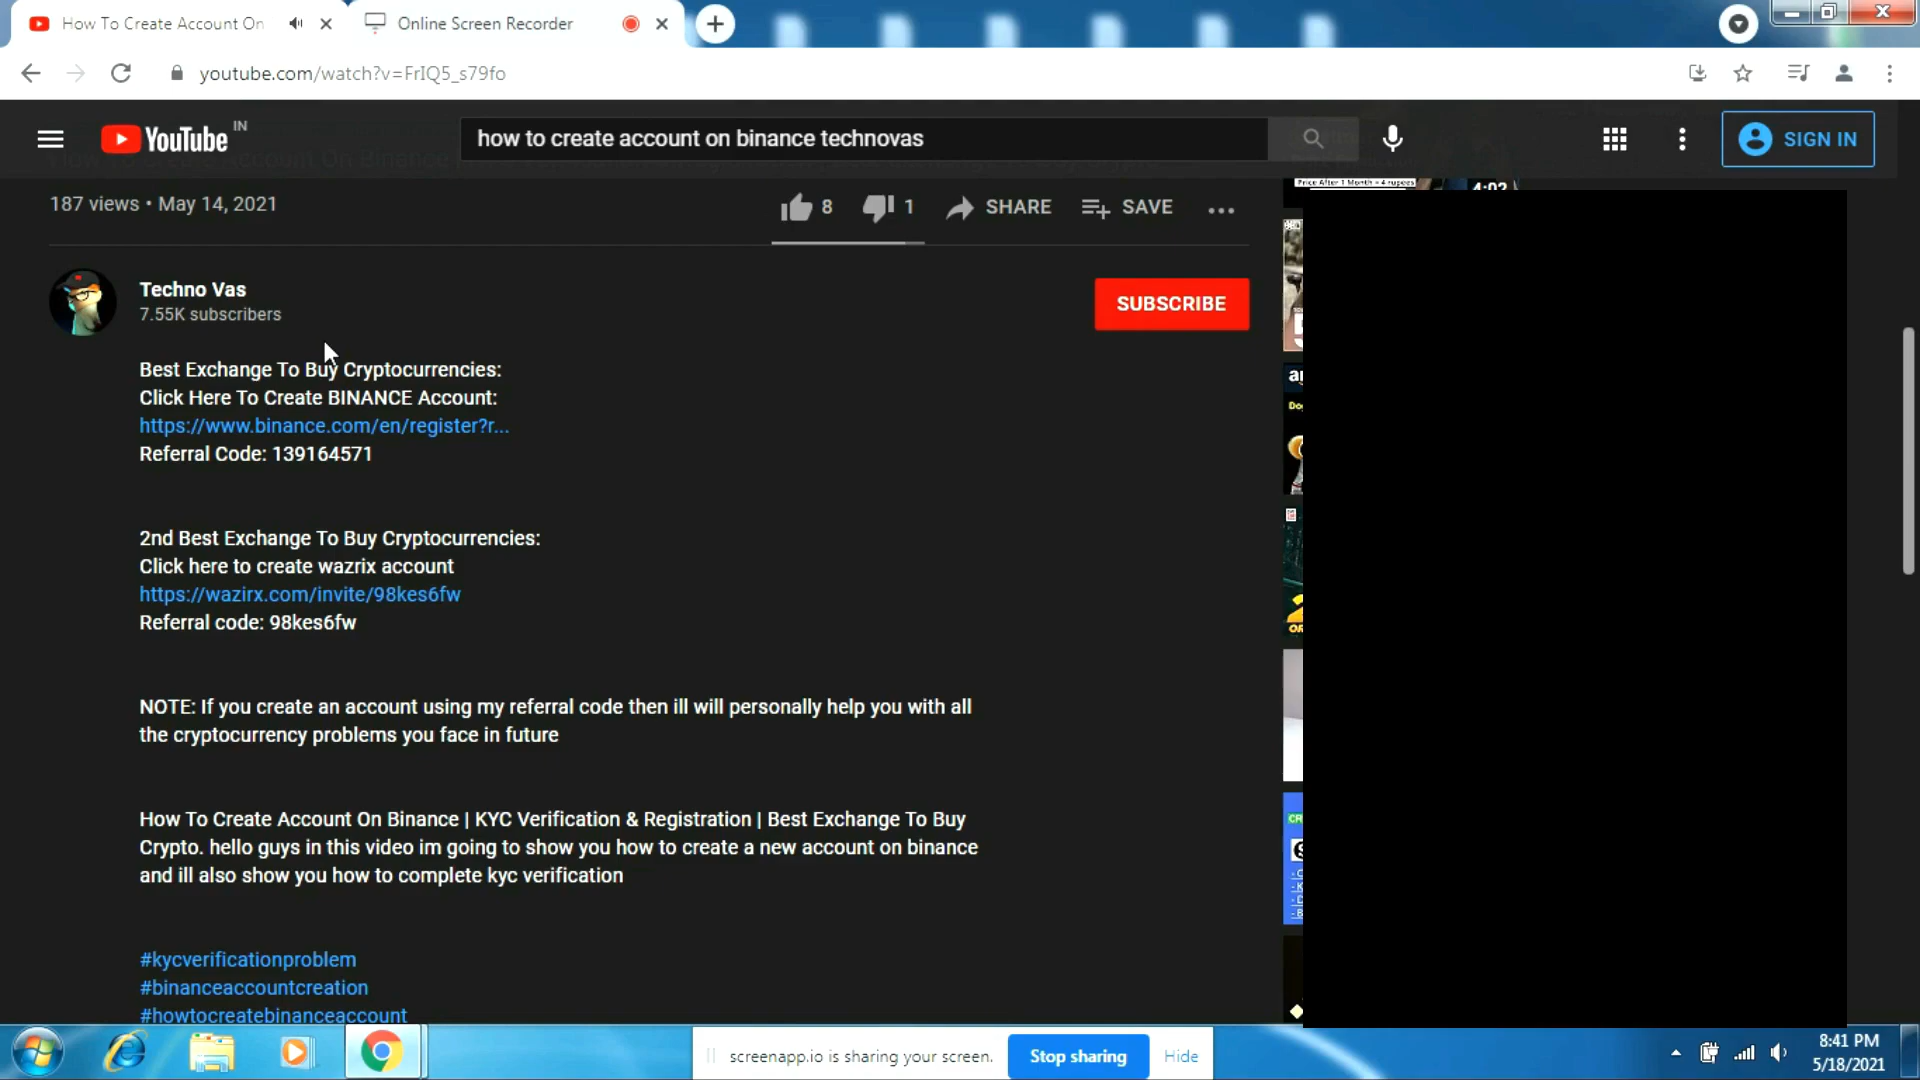 How To Create Account On
Online Screen Recorder
youtube.com/watch?v=FrIQ5_s79fo
YouTube IN
how to create account on binance technovas
SIGN IN
187 views • May 14, 2021
8
1
SHARE
SAVE
Price After 1 Month = 4 rupees
4:02
Techno Vas
7.55K subscribers
SUBSCRIBE
Best Exchange To Buy Cryptocurrencies:
Click Here To Create BINANCE Account:
https://www.binance.com/en/register?r...
Referral Code: 139164571
2nd Best Exchange To Buy Cryptocurrencies:
Click here to create wazrix account
https://wazirx.com/invite/98kes6fw
Referral code: 98kes6fw
NOTE: If you create an account using my referral code then ill will personally help you with all
the cryptocurrency problems you face in future
How To Create Account On Binance | KYC Verification & Registration | Best Exchange To Buy
Crypto. hello guys in this video im going to show you how to create a new account on binance
and ill also show you how to complete kyc verification
#kycverificationproblem
#binanceaccountcreation
#howtocreatebinanceaccount
screenapp.io is sharing your screen.
Stop sharing
Hide
8:41 PM
5/18/2021